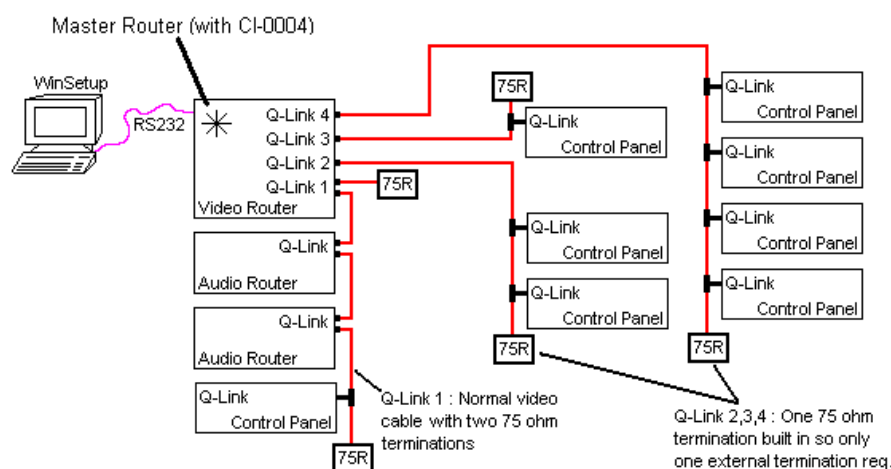 Master Router (with CI-0004)
WinSetup
RS232
Q-Link 4
Q-Link 3
Q-Link 2
Q-Link 1
Video Router
75R
75R
Q-Link
Control Panel
Q-Link
Control Panel
Q-Link
Control Panel
Q-Link
Control Panel
Q-Link
Control Panel
Q-Link
Control Panel
Q-Link
Control Panel
Q-Link
Audio Router
Q-Link
Audio Router
Q-Link
Control Panel
75R
75R
75R
Q-Link 1 : Normal video
cable with two 75 ohm
terminations
Q-Link 2,3,4 : One 75 ohm
termination built in so only
one external termination req.